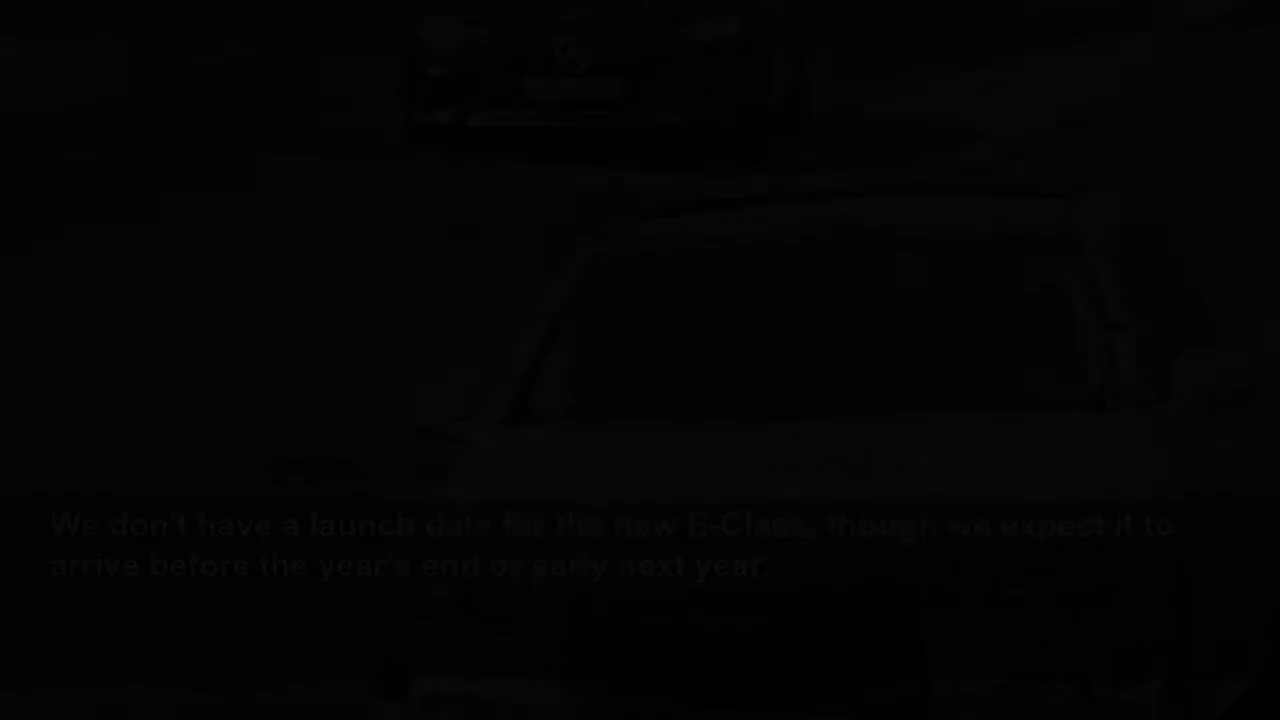 We don't have a launch date for the new E-Class, though we expect it to
arrive before the year's end or early next year.